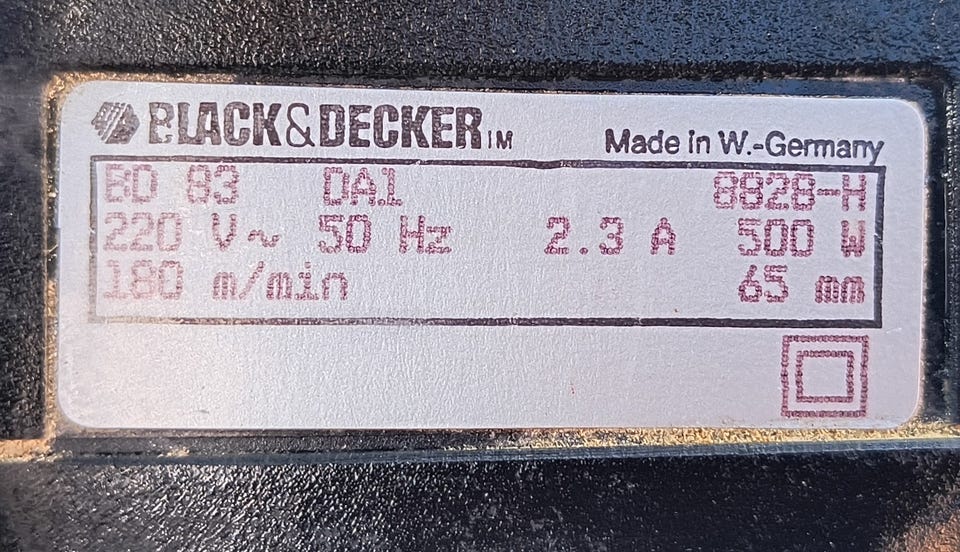 BLACK&DECKER TM Made in W.-Germany
BD 83 DA1 8828-H
220 V~ 50 Hz 2.3 A 500 W
180 m/min 65 mm